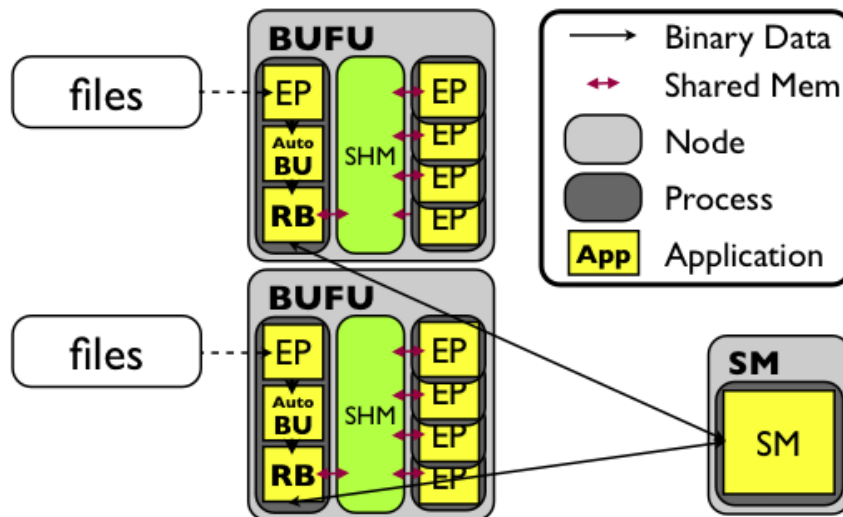 BUFU
files
EP
Auto
BU
RB
SHM
EP
EP
EP
EP
Binary Data
Shared Mem
Node
Process
App
Application
BUFU
files
EP
Auto
BU
RB
SHM
EP
EP
EP
EP
SM
SM